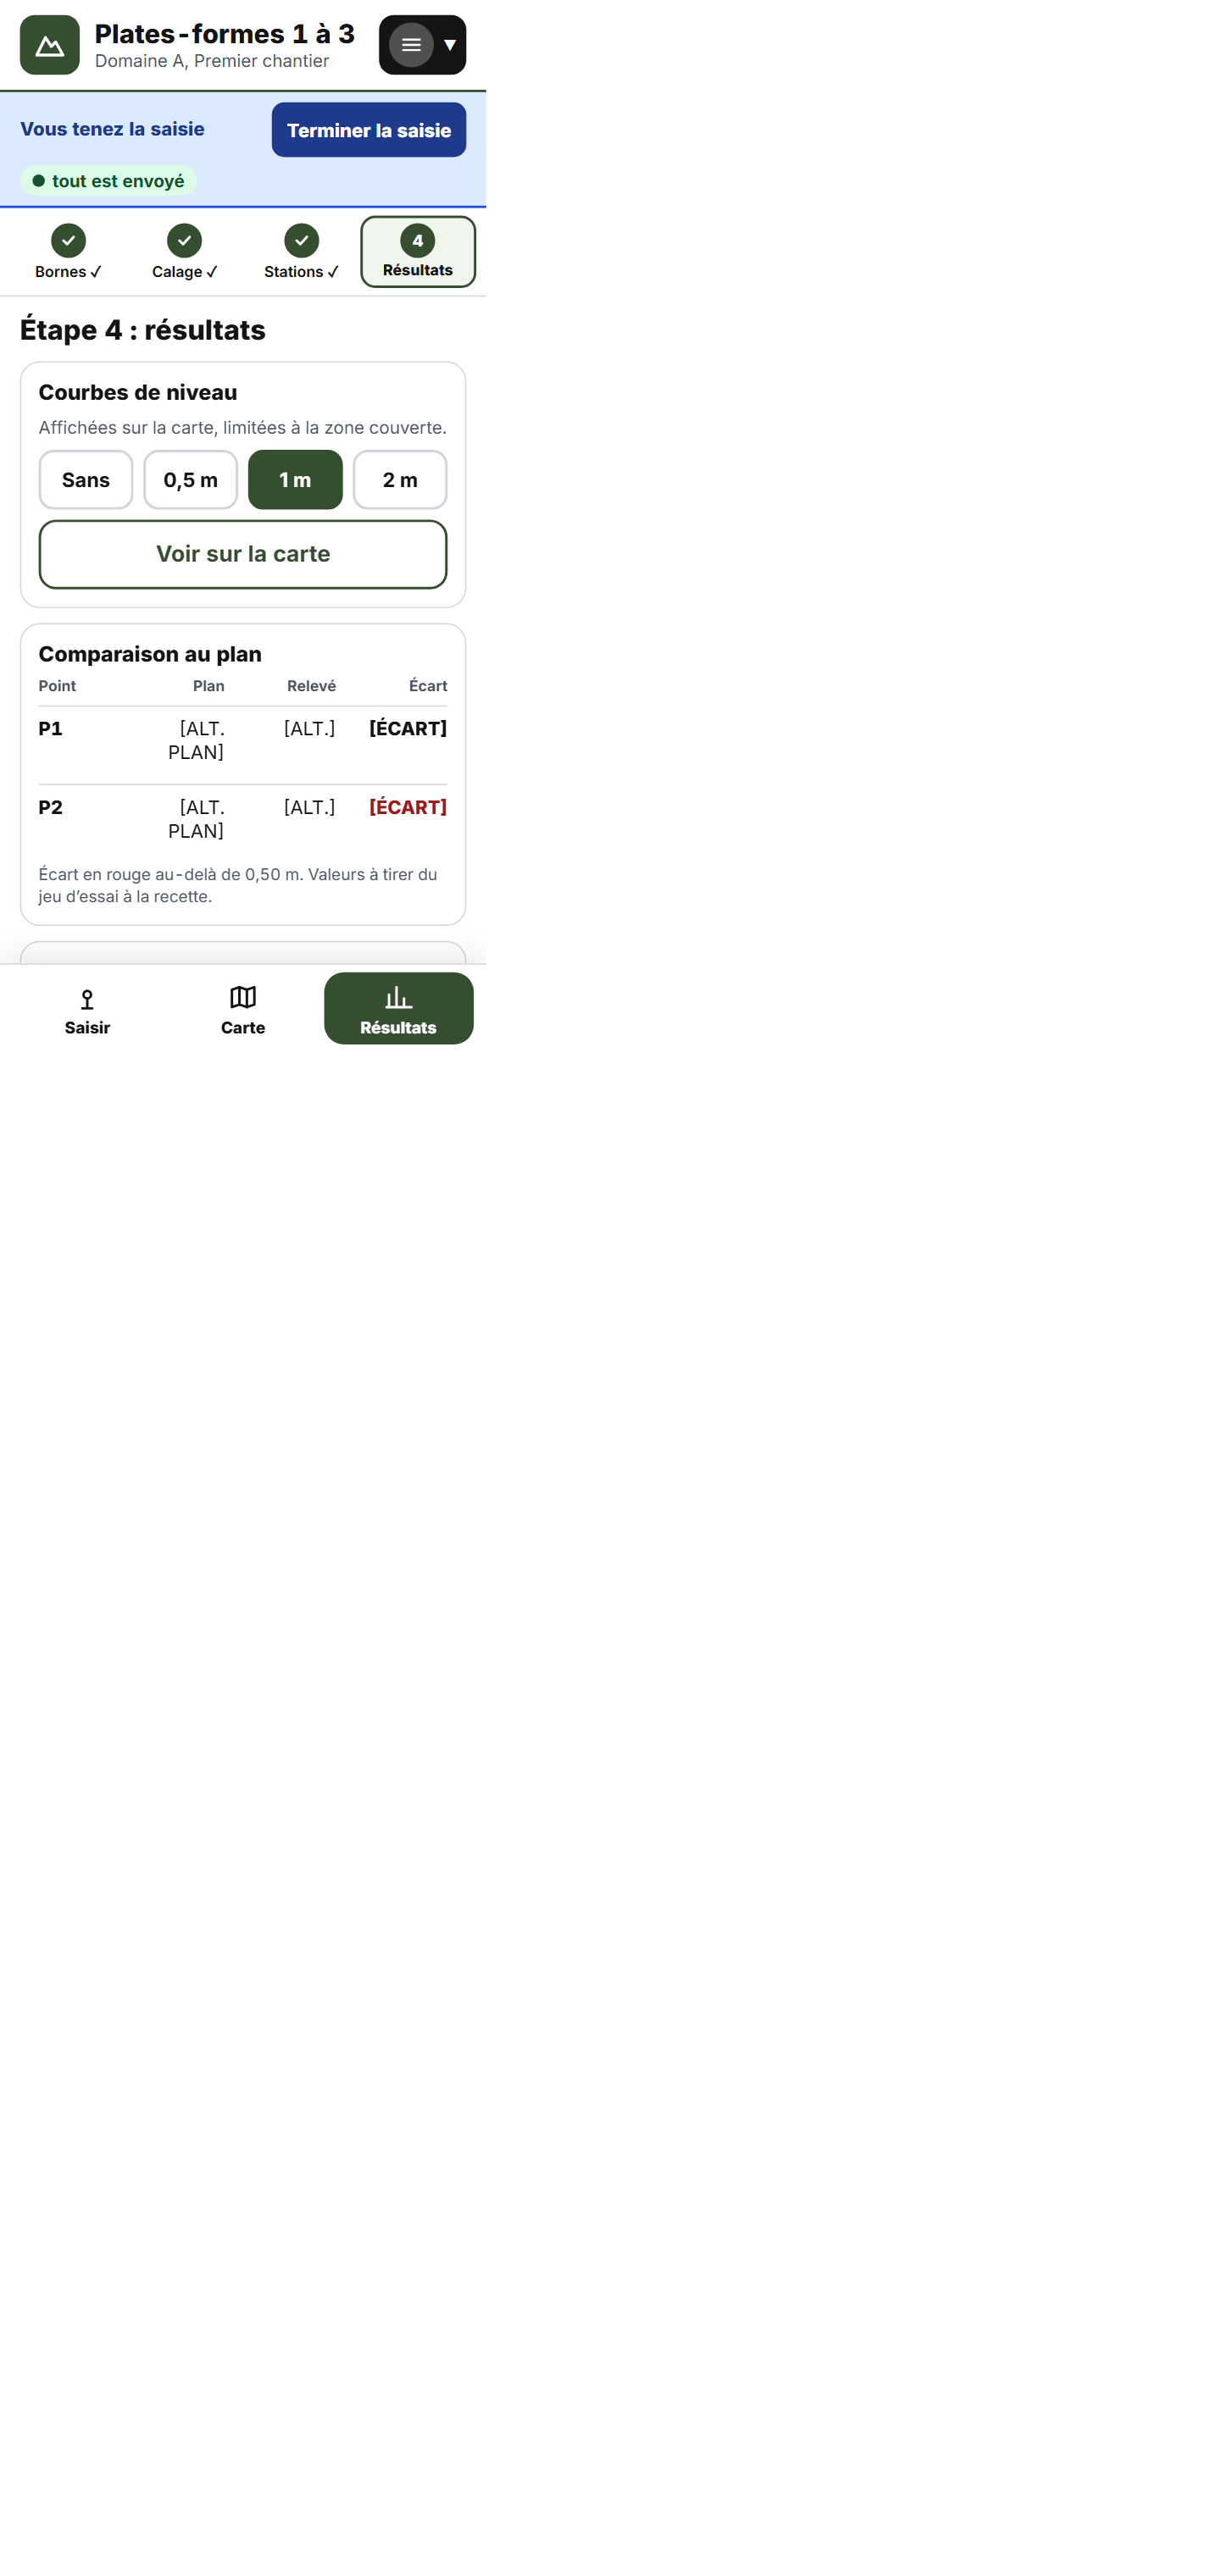 Plates-formes 1 à 3
Domaine A, Premier chantier
▼
Vous tenez la saisie
Terminer la saisie
tout est envoyé
Bornes ✓
Calage ✓
Stations ✓
4
Résultats
Étape 4 : résultats
Courbes de niveau
Affichées sur la carte, limitées à la zone couverte.
Sans
0,5 m
1 m
2 m
Voir sur la carte
Comparaison au plan
Point Plan Relevé Écart
P1 [ALT. PLAN] [ALT.] [ÉCART]
P2 [ALT. PLAN] [ALT.] [ÉCART]
Écart en rouge au-delà de 0,50 m. Valeurs à tirer du
jeu d’essai à la recette.
Saisir
Carte
Résultats